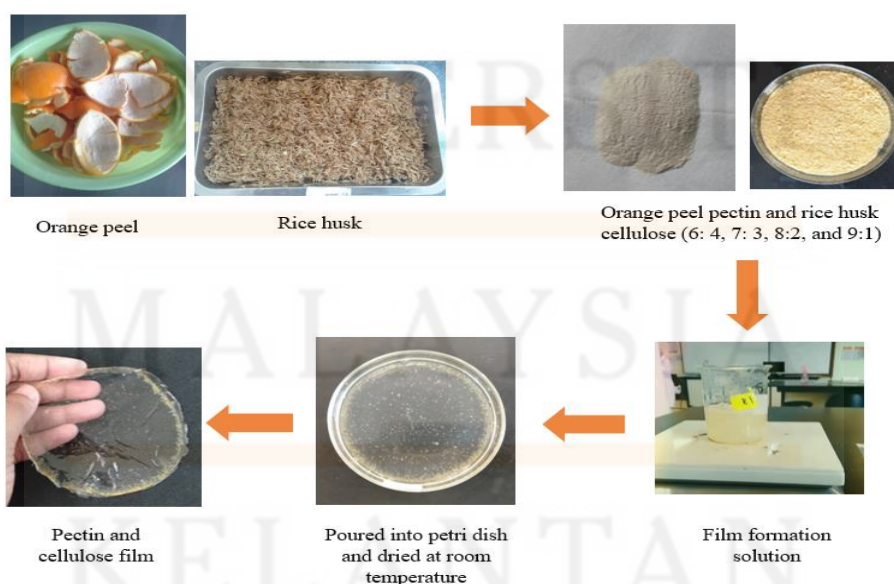 UNIVERSITI
Orange peel
Rice husk
Orange peel pectin and rice husk
cellulose (6: 4, 7: 3, 8:2, and 9:1)
MALAYSIA
Pectin and
cellulose film
Poured into petri dish
and dried at room
temperature
Film formation
solution
KELANTAN